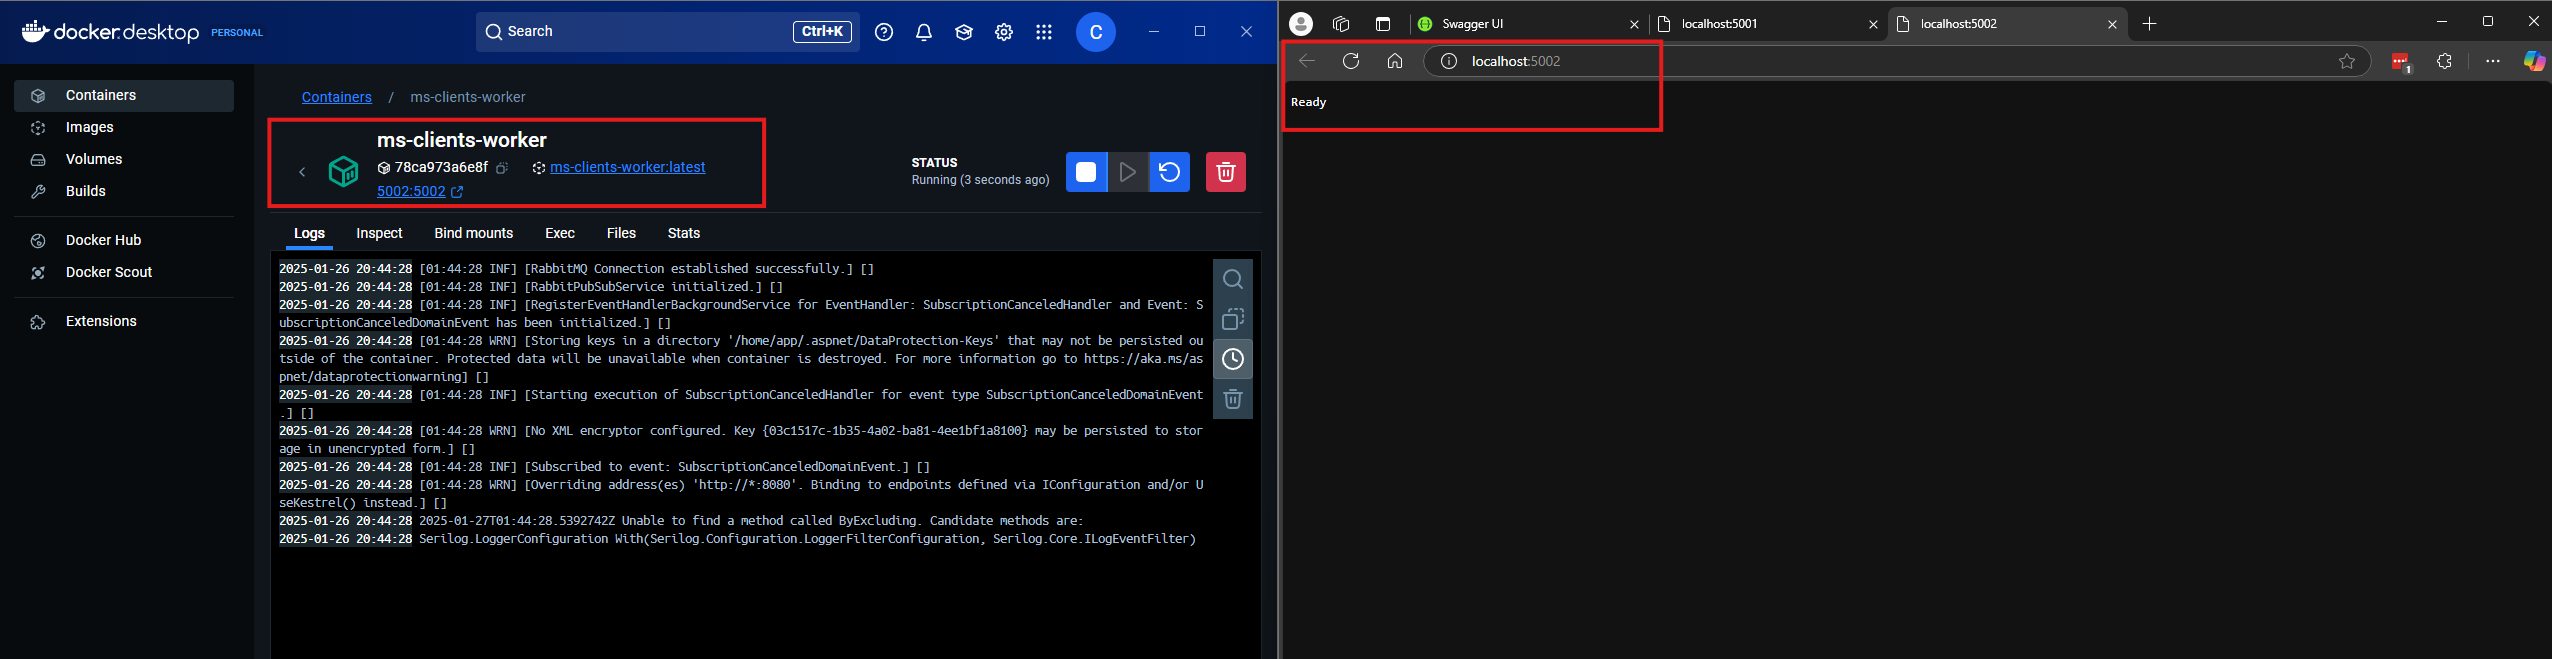 docker.desktop PERSONAL
Search
Ctrl+K
C
Containers
Images
Volumes
Builds
Docker Hub
Docker Scout
Extensions
Containers / ms-clients-worker
ms-clients-worker
78ca973a6e8f ms-clients-worker:latest
5002:5002
STATUS
Running (3 seconds ago)
Logs Inspect Bind mounts Exec Files Stats
2025-01-26 20:44:28 [01:44:28 INF] [RabbitMQ Connection established successfully.] []
2025-01-26 20:44:28 [01:44:28 INF] [RabbitPubSubService initialized.] []
2025-01-26 20:44:28 [01:44:28 INF] [RegisterEventHandlerBackgroundService for EventHandler: SubscriptionCanceledHandler and Event: S
ubscriptionCanceledDomainEvent has been initialized.] []
2025-01-26 20:44:28 [01:44:28 WRN] [Storing keys in a directory '/home/app/.aspnet/DataProtection-Keys' that may not be persisted ou
tside of the container. Protected data will be unavailable when container is destroyed. For more information go to https://aka.ms/as
pnet/dataprotectionwarning] []
2025-01-26 20:44:28 [01:44:28 INF] [Starting execution of SubscriptionCanceledHandler for event type SubscriptionCanceledDomainEvent
.] []
2025-01-26 20:44:28 [01:44:28 WRN] [No XML encryptor configured. Key {03c1517c-1b35-4a02-ba81-4ee1bf1a8100} may be persisted to stor
age in unencrypted form.] []
2025-01-26 20:44:28 [01:44:28 INF] [Subscribed to event: SubscriptionCanceledDomainEvent.] []
2025-01-26 20:44:28 [01:44:28 WRN] [Overriding address(es) 'http://*:8080'. Binding to endpoints defined via IConfiguration and/or U
seKestrel() instead.] []
2025-01-26 20:44:28 2025-01-27T01:44:28.5392742Z Unable to find a method called ByExcluding. Candidate methods are:
2025-01-26 20:44:28 Serilog.LoggerConfiguration With(Serilog.Configuration.LoggerFilterConfiguration, Serilog.Core.ILogEventFilter)
Swagger UI
localhost:5001
localhost:5002
localhost:5002
1
Ready